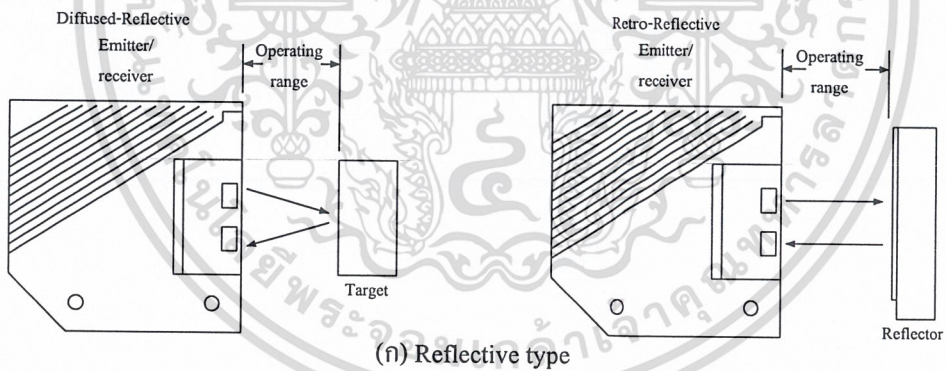 Diffused-Reflective
Emitter/
receiver
Operating
range
Target
Retro-Reflective
Emitter/
receiver
Operating
range
Reflector
(ก) Reflective type